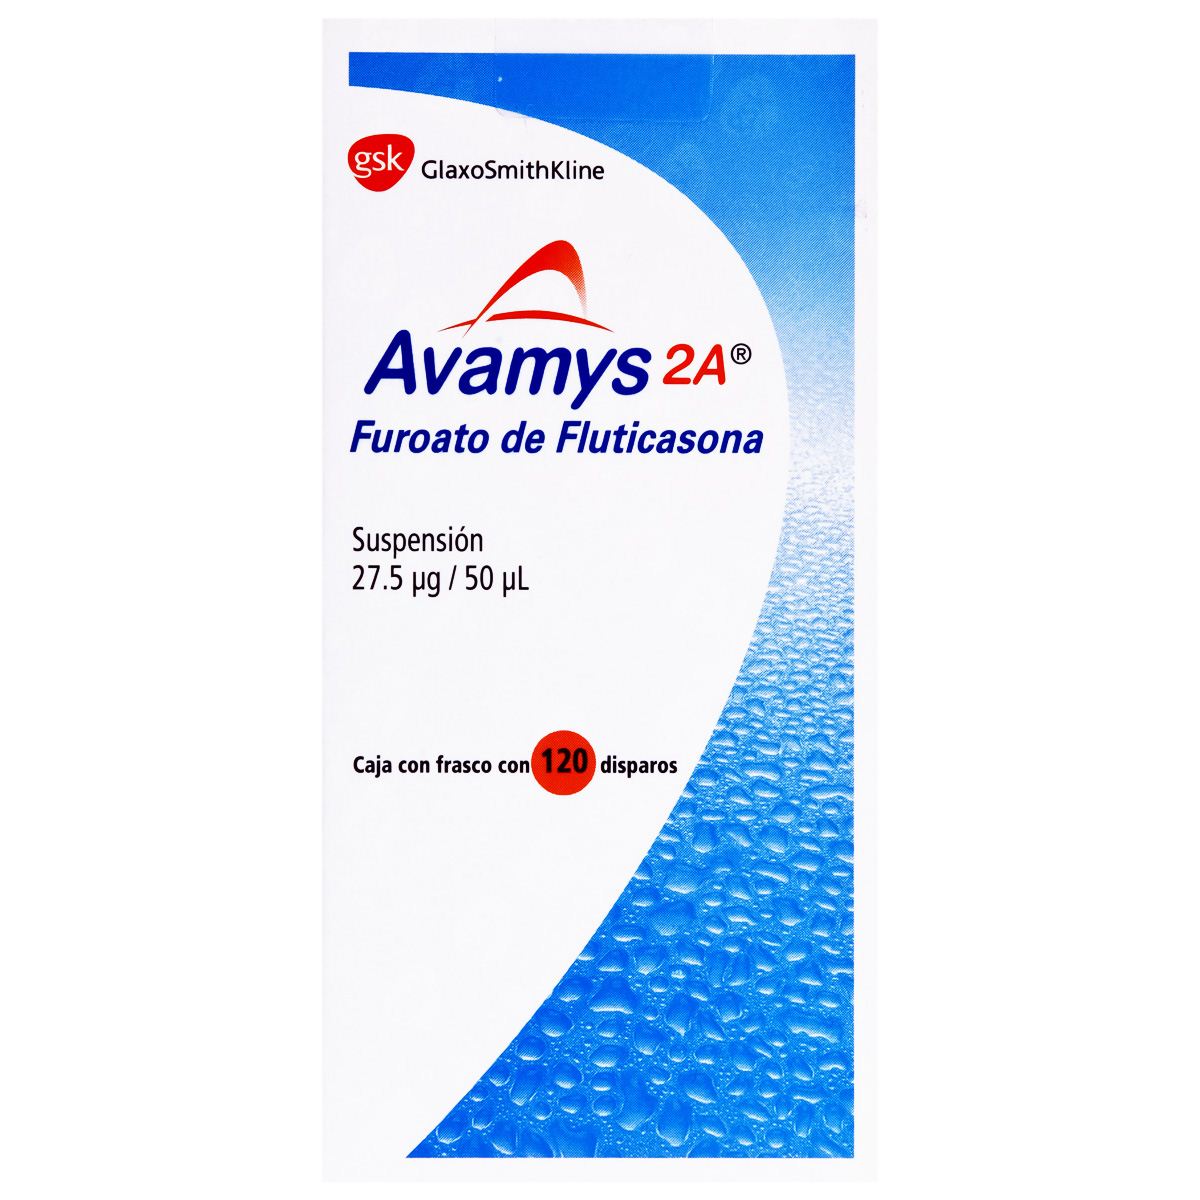 gsk GlaxoSmithKline
Avamys 2A®
Furoato de Fluticasona
Suspensión
27.5 µg / 50 µL
Caja con frasco con 120 disparos